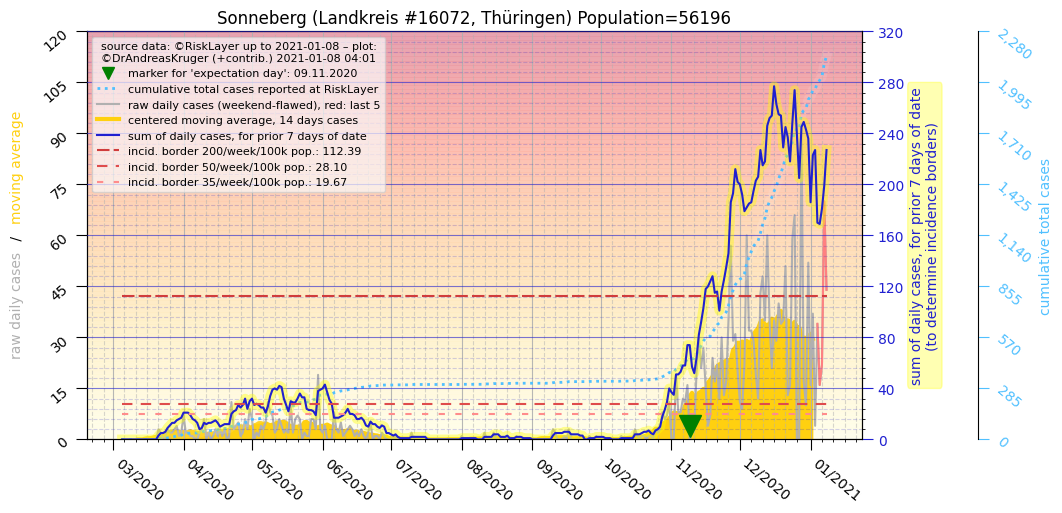 Sonneberg (Landkreis #16072, Thüringen) Population=56196
source data: ©RiskLayer up to 2021-01-08 – plot:
©DrAndreasKruger (+contrib.) 2021-01-08 04:01
marker for 'expectation day': 09.11.2020
cumulative total cases reported at RiskLayer
raw daily cases (weekend-flawed), red: last 5
centered moving average, 14 days cases
sum of daily cases, for prior 7 days of date
incid. border 200/week/100k pop.: 112.39
incid. border 50/week/100k pop.: 28.10
incid. border 35/week/100k pop.: 19.67
raw daily cases / moving average
120
105
90
75
60
45
30
15
0
03/2020
04/2020
05/2020
06/2020
07/2020
08/2020
09/2020
10/2020
11/2020
12/2020
01/2021
320
280
240
200
160
120
80
40
0
sum of daily cases, for prior 7 days of date
(to determine incidence borders)
2,280
1,995
1,710
1,425
1,140
855
570
285
0
cumulative total cases